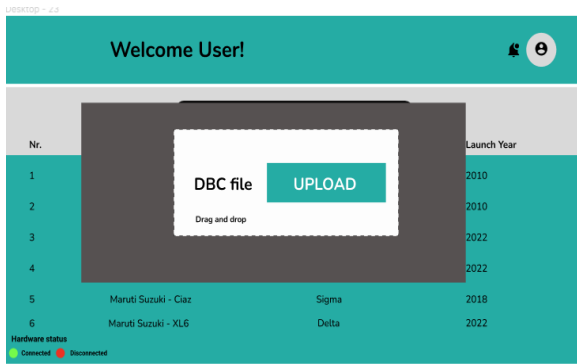 Desktop - 23
Welcome User!
Nr.
Launch Year
1
2010
DBC file
UPLOAD
2
2010
Drag and drop
3
2022
4
2022
5
Maruti Suzuki - Ciaz
Sigma
2018
6
Maruti Suzuki - XL6
Delta
2022
Hardware status
Connected
Disconnected